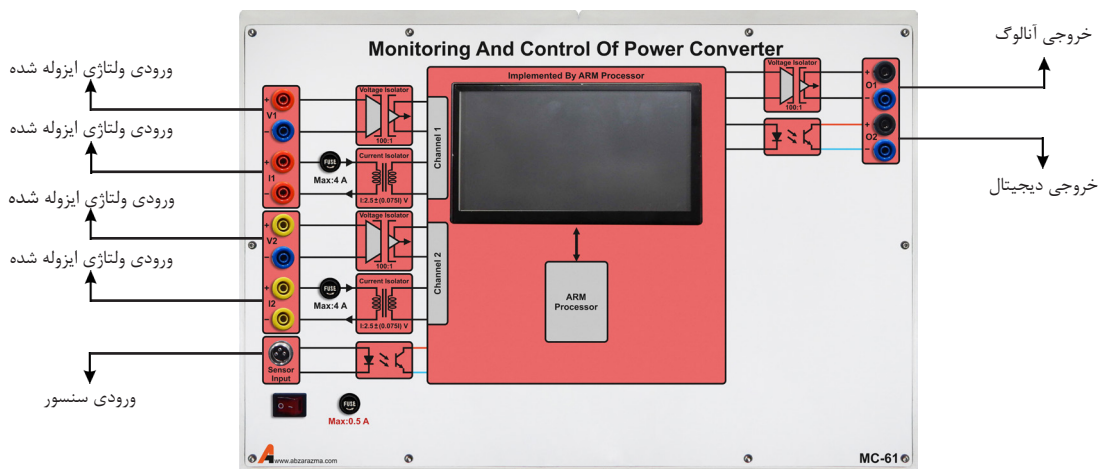 Monitoring And Control Of Power Converter
ورودی ولتاژی ایزوله شده
ورودی ولتاژی ایزوله شده
ورودی ولتاژی ایزوله شده
ورودی ولتاژی ایزوله شده
ورودی سنسور
+
V1
-
+
I1
-
+
V2
-
+
I2
-
Sensor
Input
O -
FUSE
Max:4 A
FUSE
Max:4 A
FUSE
Max:0.5 A
Voltage Isolator
100:1
Current Isolator
I:2.5±(0.075I) V
Voltage Isolator
100:1
Current Isolator
I:2.5±(0.075I) V
Channel 1
Channel 2
Implemented By ARM Processor
ARM
Processor
Voltage Isolator
100:1
+
O1
-
+
O2
-
خروجی آنالوگ
خروجی دیجیتال
www.abzarazma.com
MC-61